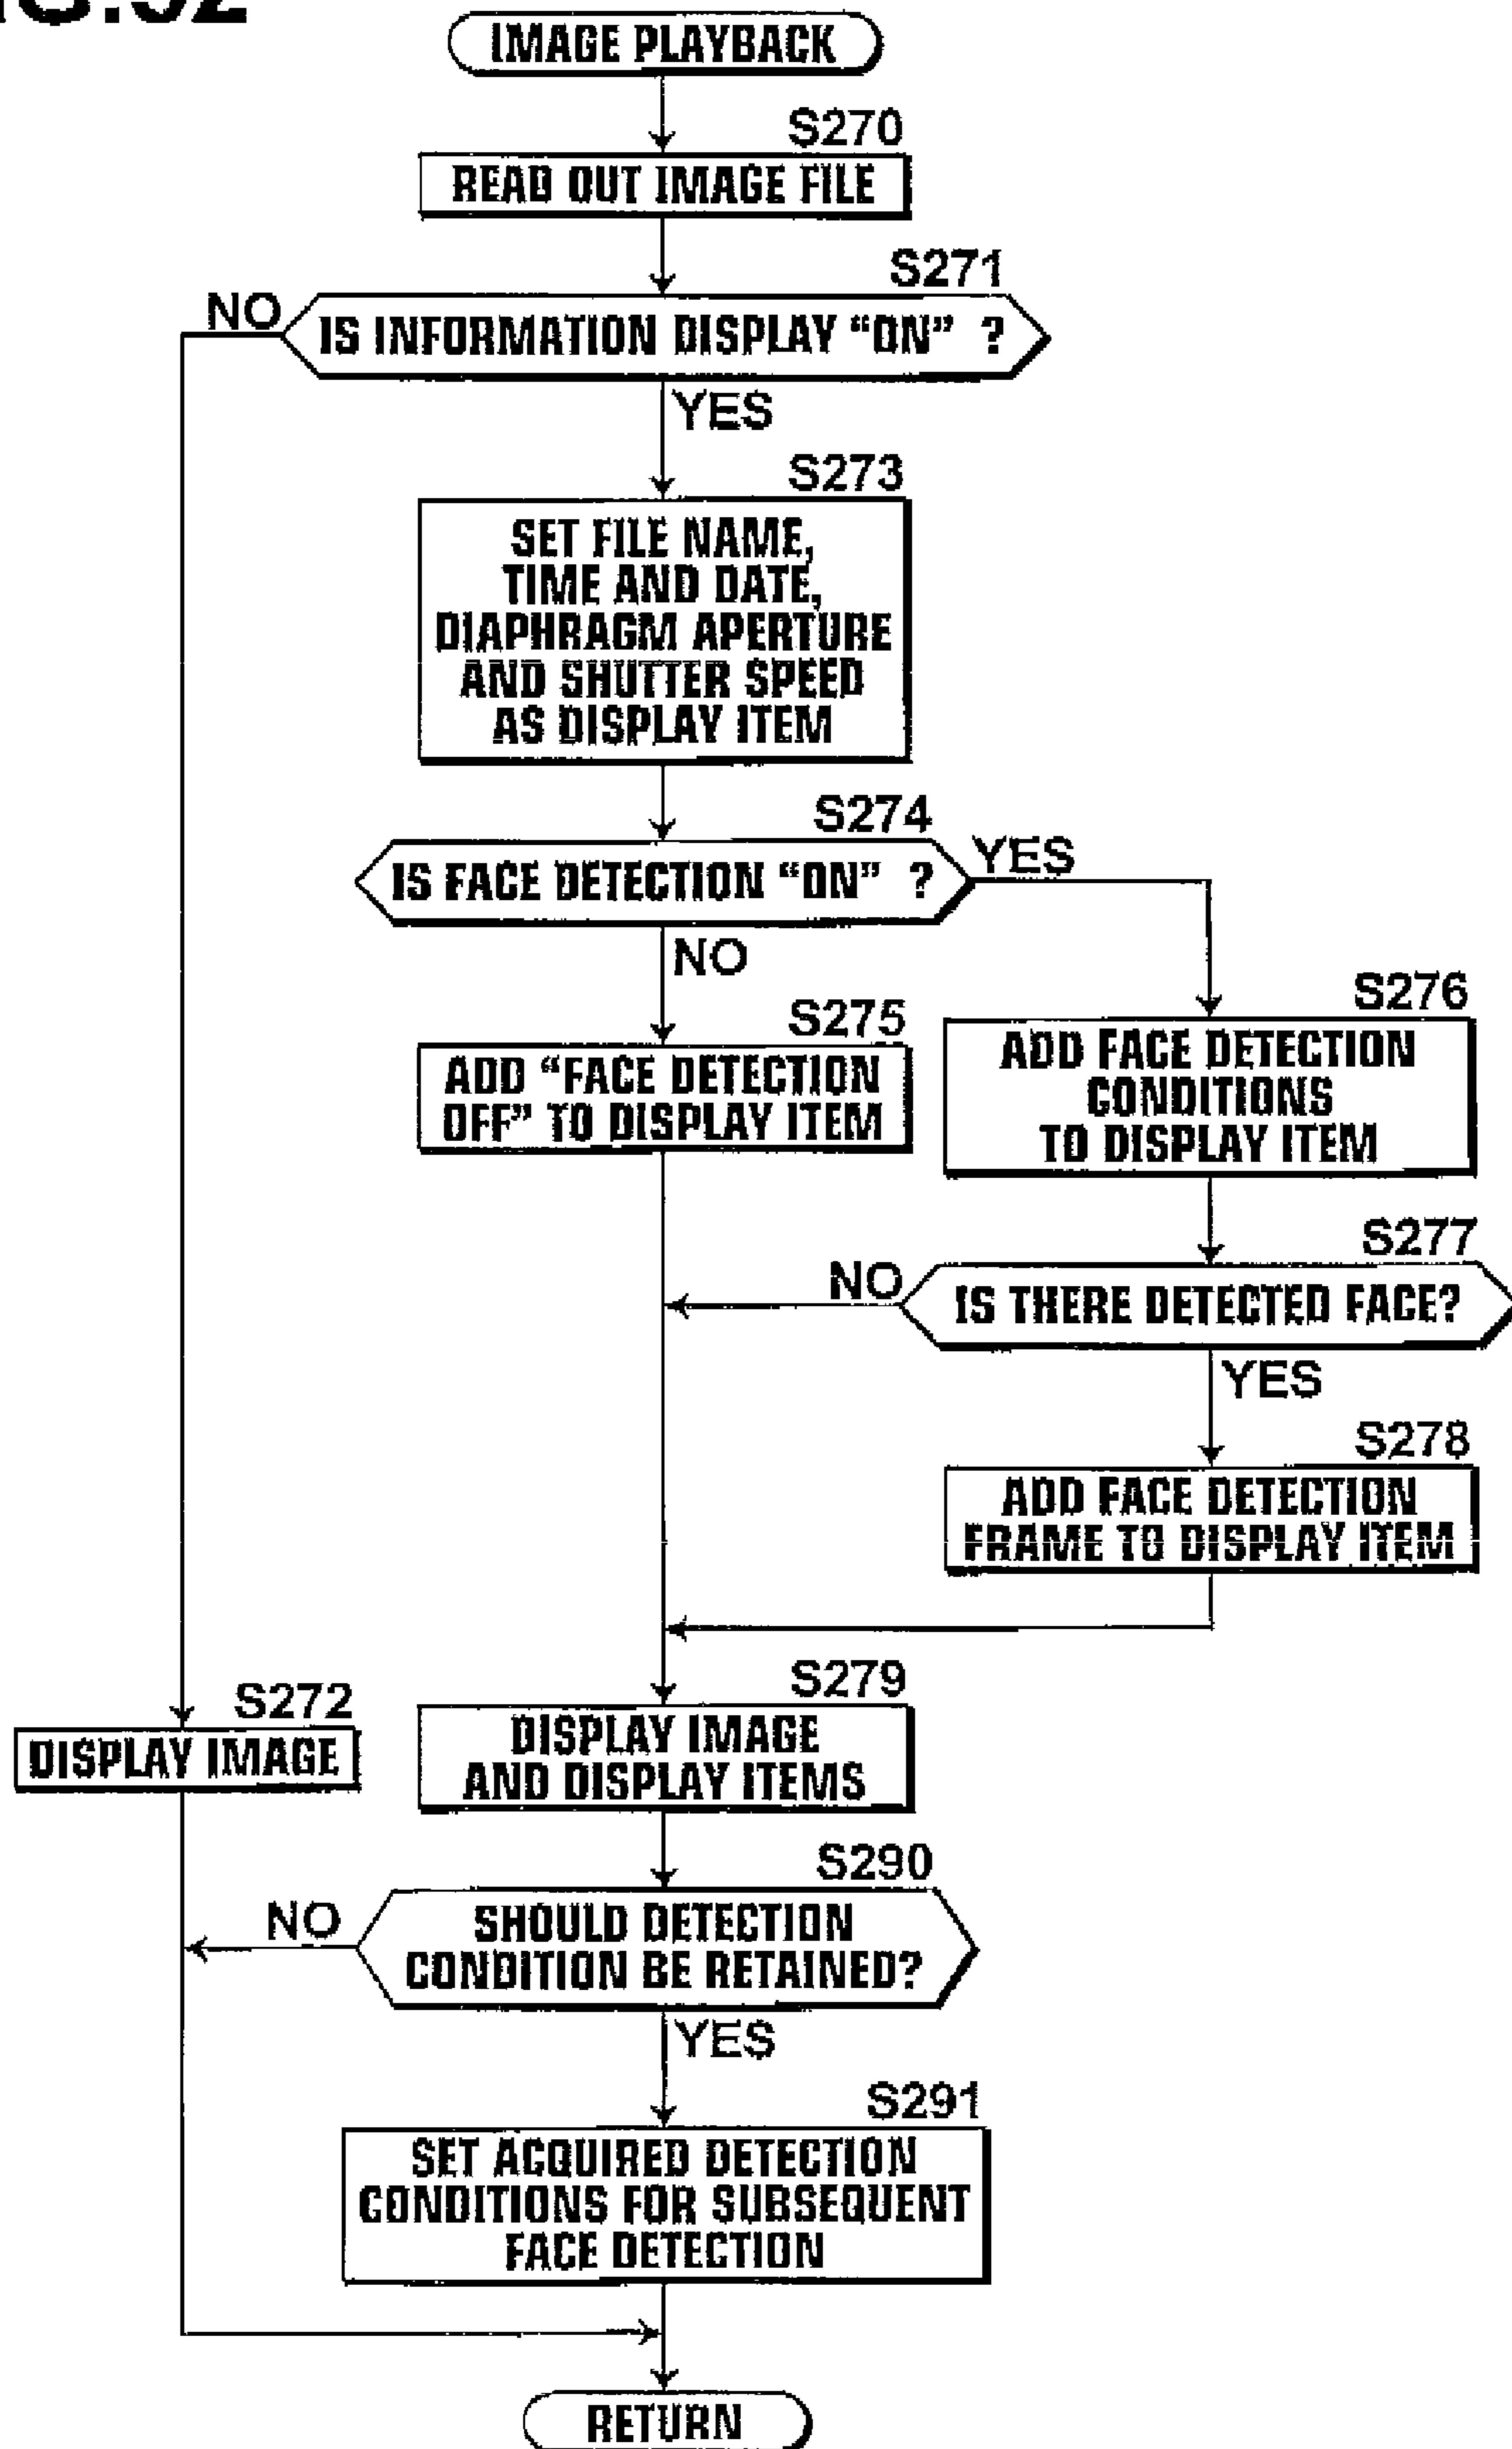 IMAGE PLAYBACK
S270
READ OUT IMAGE FILE
S271
NO
IS INFORMATION DISPLAY “ON” ?
YES
S273
SET FILE NAME,
TIME AND DATE,
DIAPHRAGM APERTURE
AND SHUTTER SPEED
AS DISPLAY ITEM
S274
IS FACE DETECTION “ON” ?
YES
NO
S275
ADD “FACE DETECTION
OFF” TO DISPLAY ITEM
S276
ADD FACE DETECTION
CONDITIONS
TO DISPLAY ITEM
S277
NO
IS THERE DETECTED FACE?
YES
S278
ADD FACE DETECTION
FRAME TO DISPLAY ITEM
S272
DISPLAY IMAGE
S279
DISPLAY IMAGE
AND DISPLAY ITEMS
S290
NO
SHOULD DETECTION
CONDITION BE RETAINED?
YES
S291
SET ACQUIRED DETECTION
CONDITIONS FOR SUBSEQUENT
FACE DETECTION
RETURN